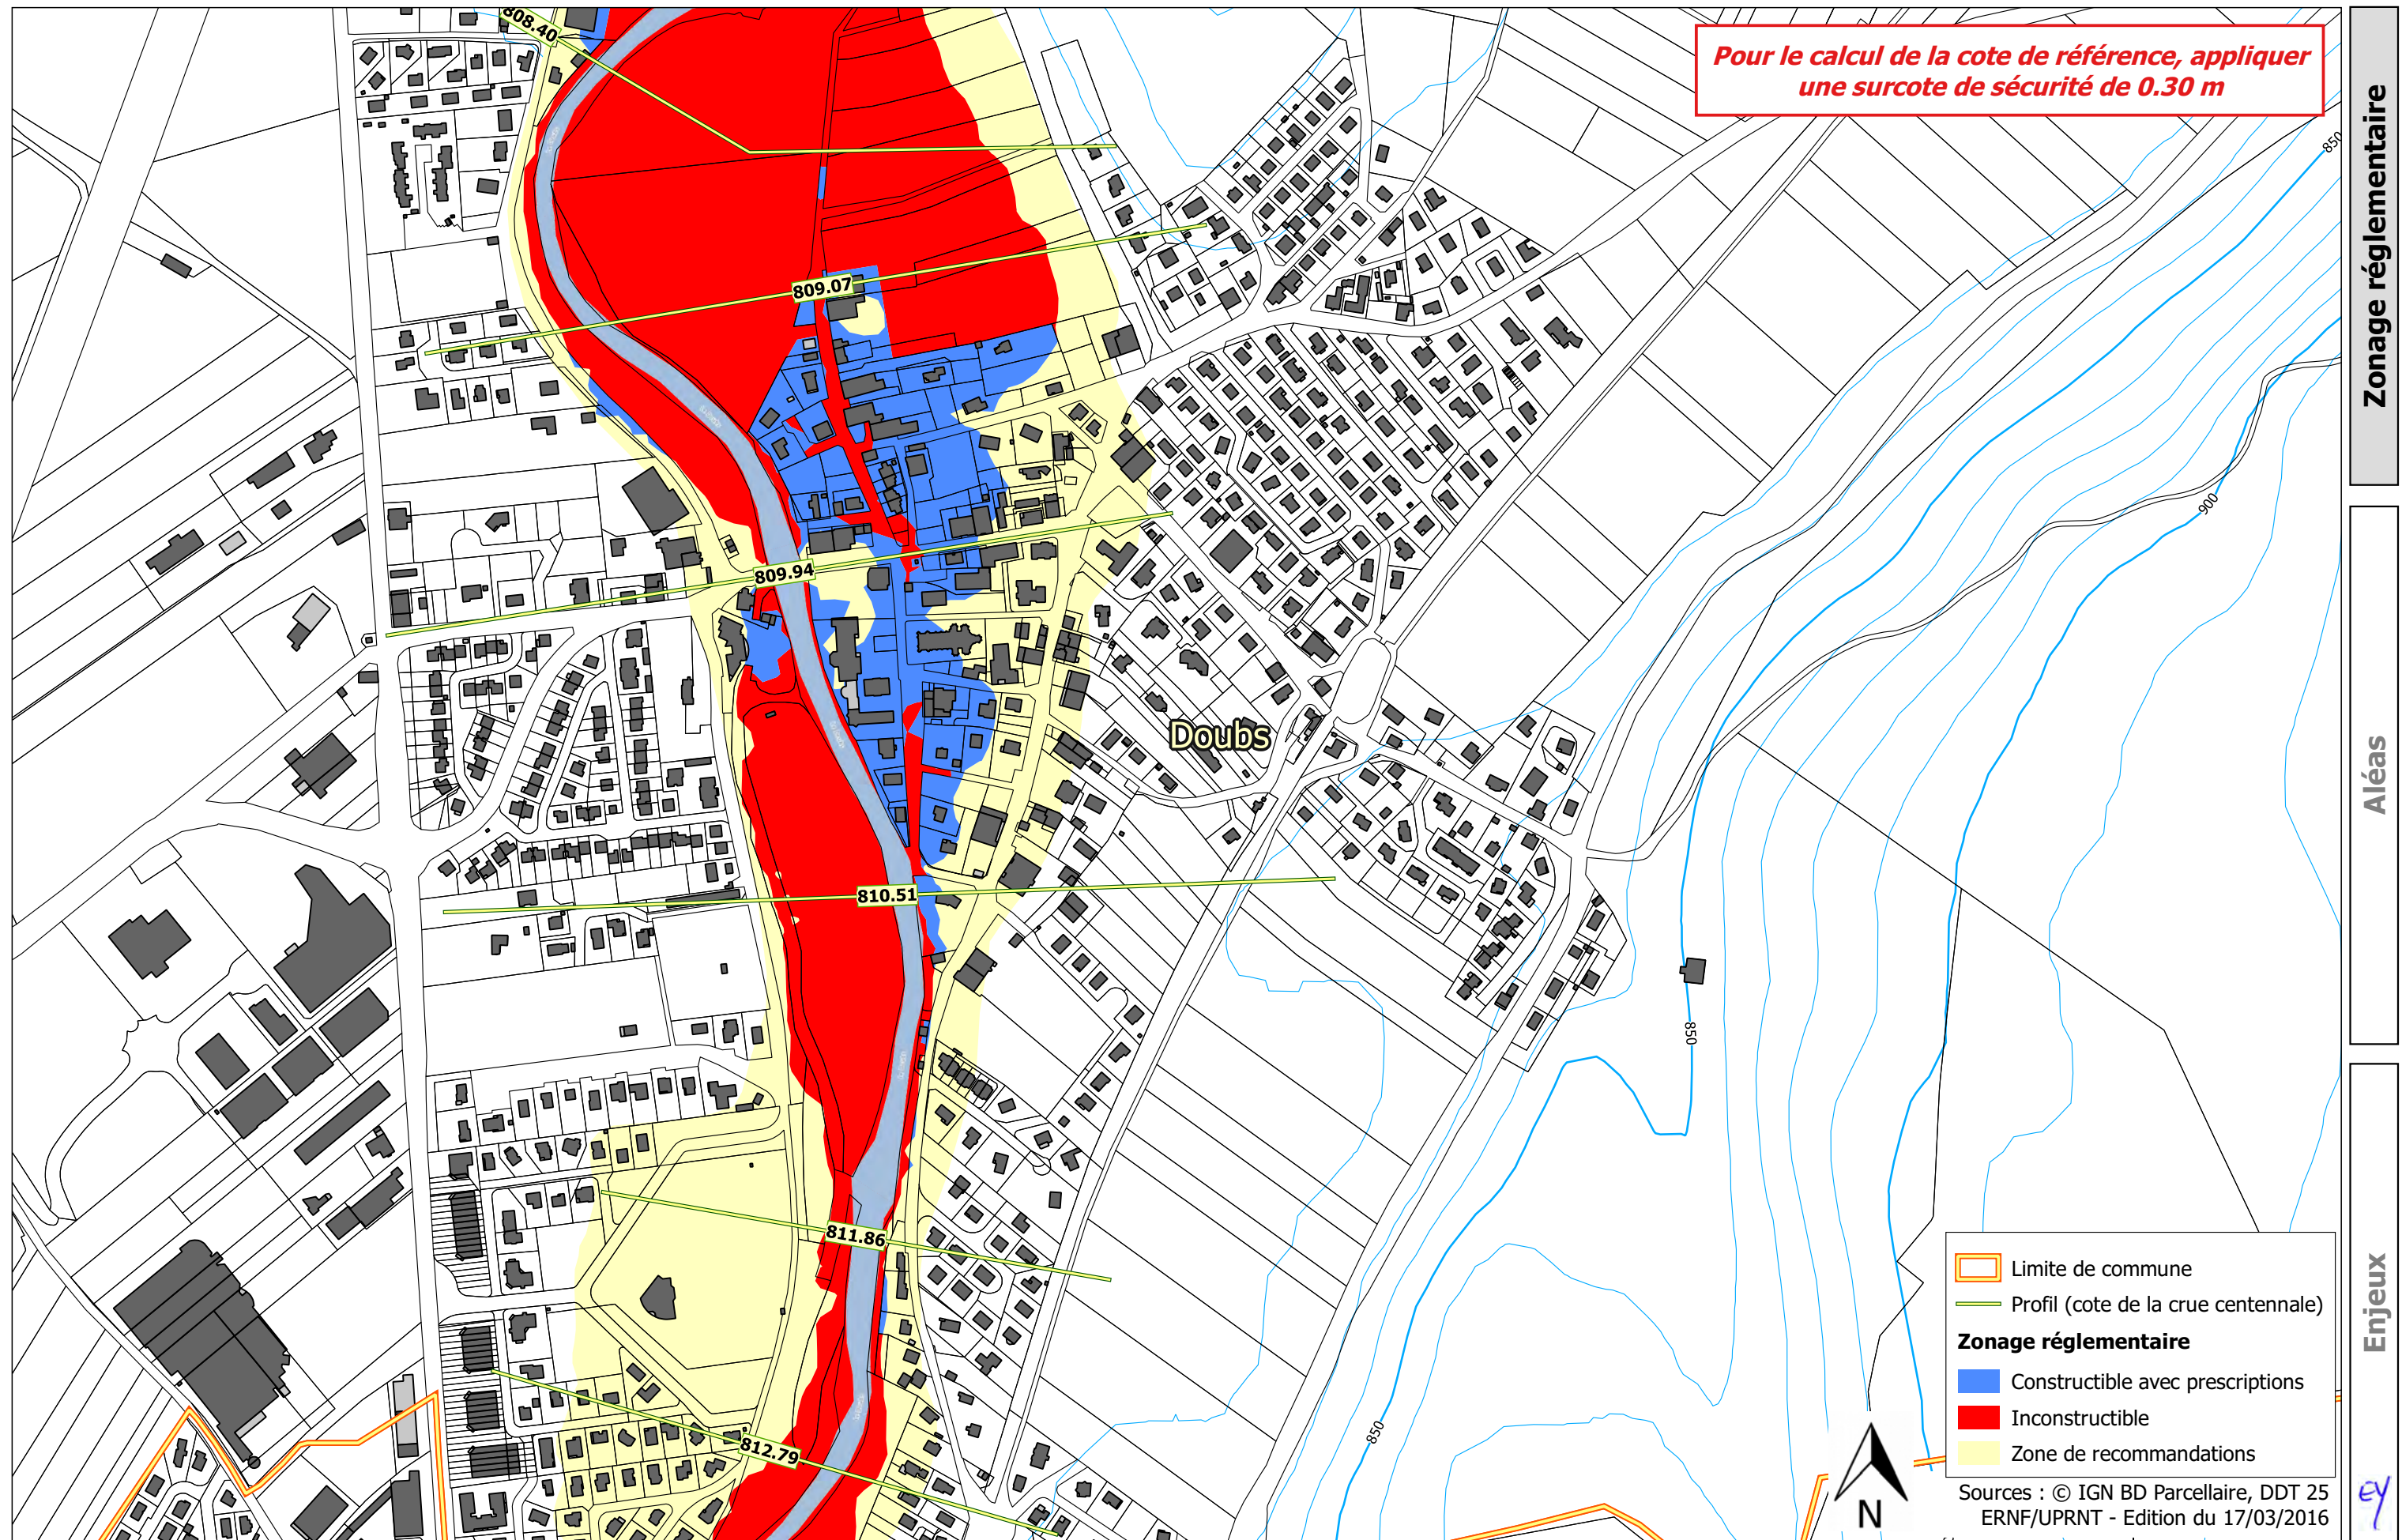 808.40
Pour le calcul de la cote de référence, appliquer
une surcote de sécurité de 0.30 m
850
Zonage réglementaire
809.07
900
809.94
Doubs
Aléas
810.51
850
811.86
Limite de commune
Profil (cote de la crue centennale)
Zonage réglementaire
Constructible avec prescriptions
Inconstructible
Zone de recommandations
Enjeux
850
812.79
N
Sources : © IGN BD Parcellaire, DDT 25
ERNF/UPRNT - Edition du 17/03/2016
EY